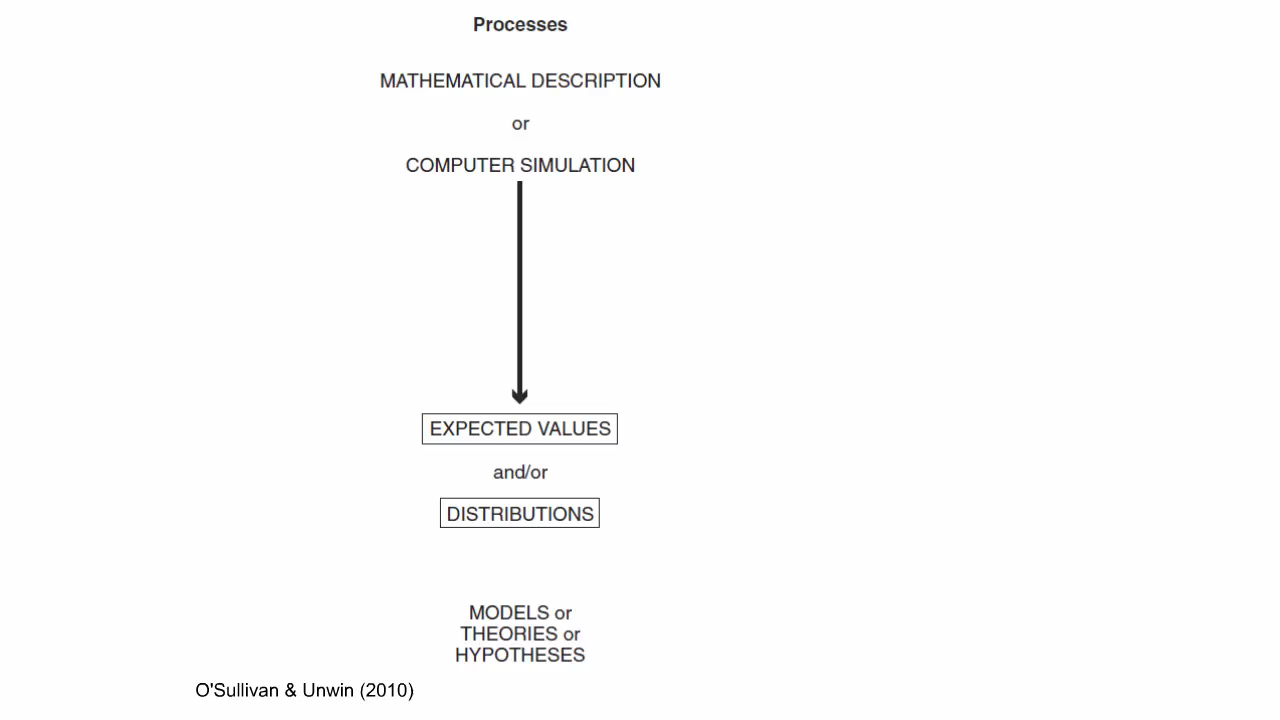 Processes
MATHEMATICAL DESCRIPTION
or
COMPUTER SIMULATION
EXPECTED VALUES
and/or
DISTRIBUTIONS
MODELS or
THEORIES or
HYPOTHESES
O'Sullivan & Unwin (2010)